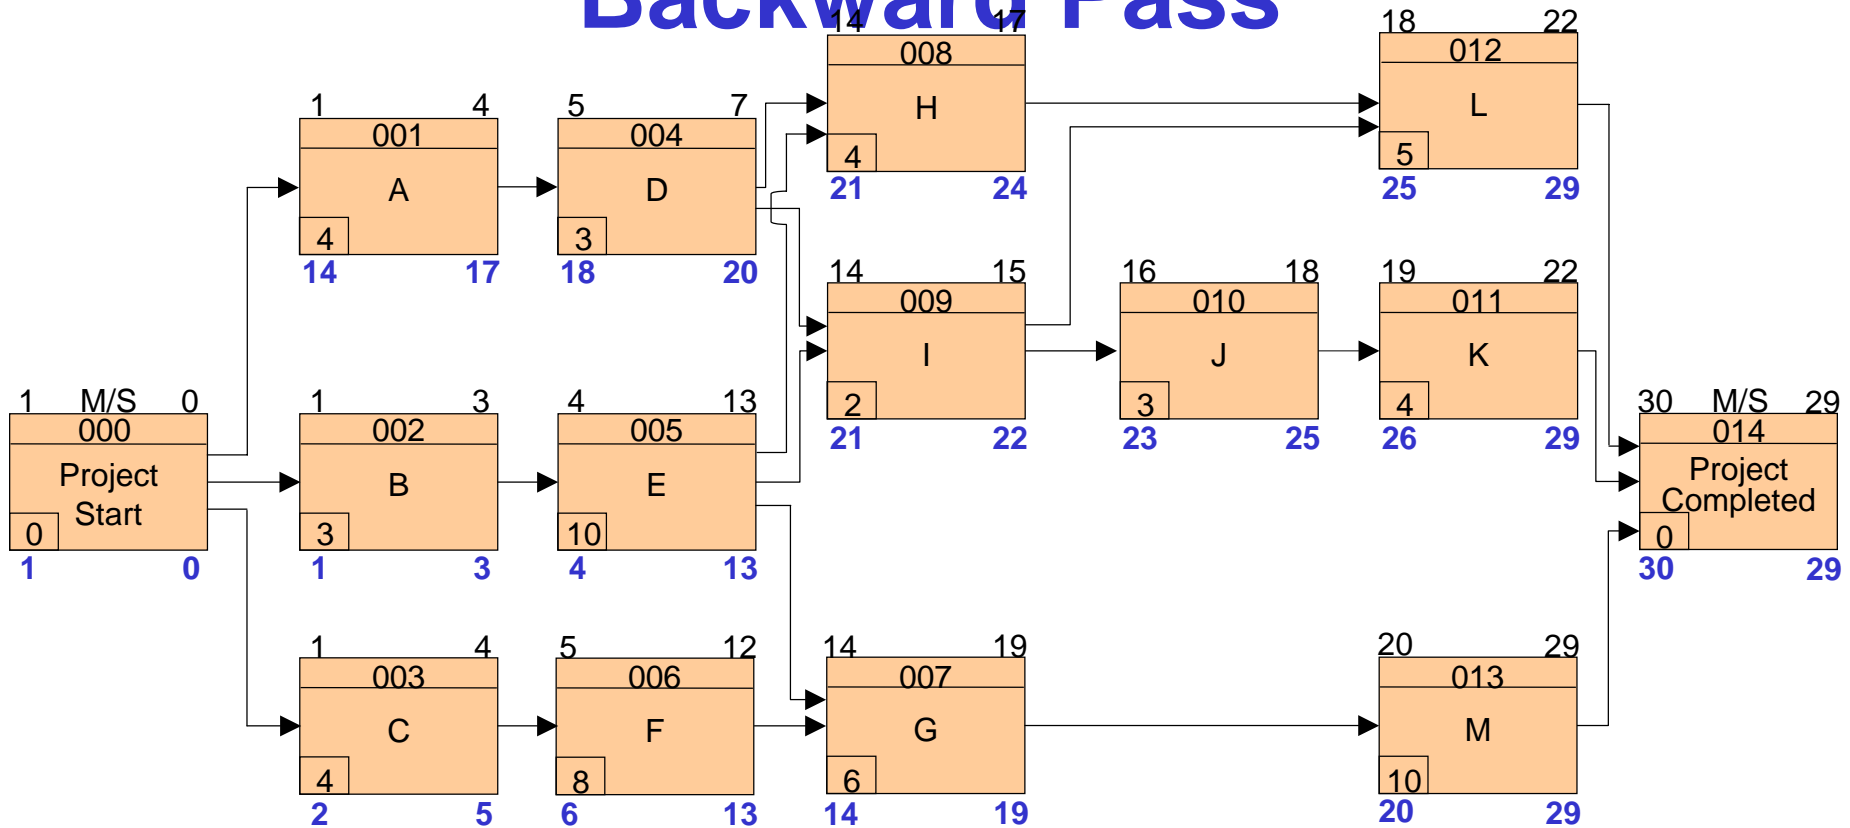 Backward Pass
14 17
008
H
4
21 24
18 22
012
L
5
25 29
1 4
001
A
4
14 17
5 7
004
D
3
18 20
14 15
009
I
2
21 22
16 18
010
J
3
23 25
19 22
011
K
4
26 29
1 M/S 0
000
Project
Start
0
1 0
1 3
002
B
3
1 3
4 13
005
E
10
4 13
30 M/S 29
014
Project
Completed
0
30 29
1 4
003
C
4
2 5
5 12
006
F
8
6 13
14 19
007
G
6
14 19
20 29
013
M
10
20 29